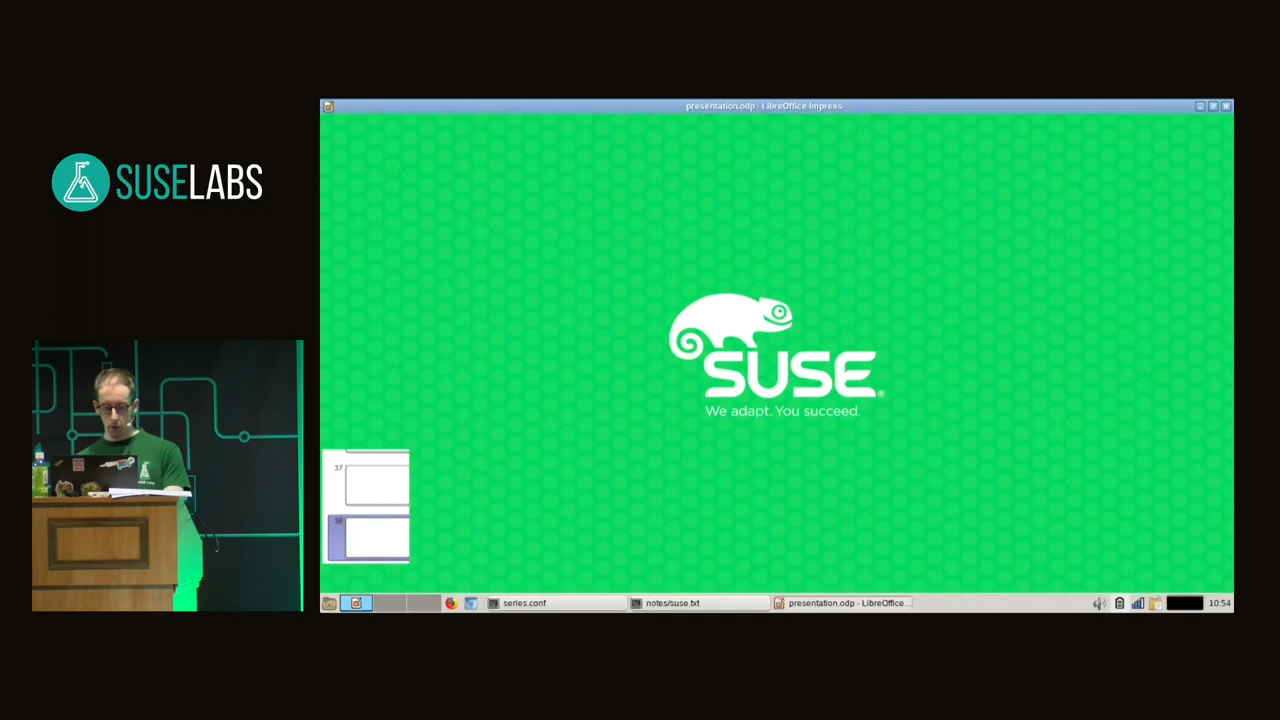 presentation.odp - LibreOffice Impress
SUSELABS
SUSE®
We adapt. You succeed.
37
38
series.conf
notes/suse.txt
presentation.odp - LibreOffice...
10:54